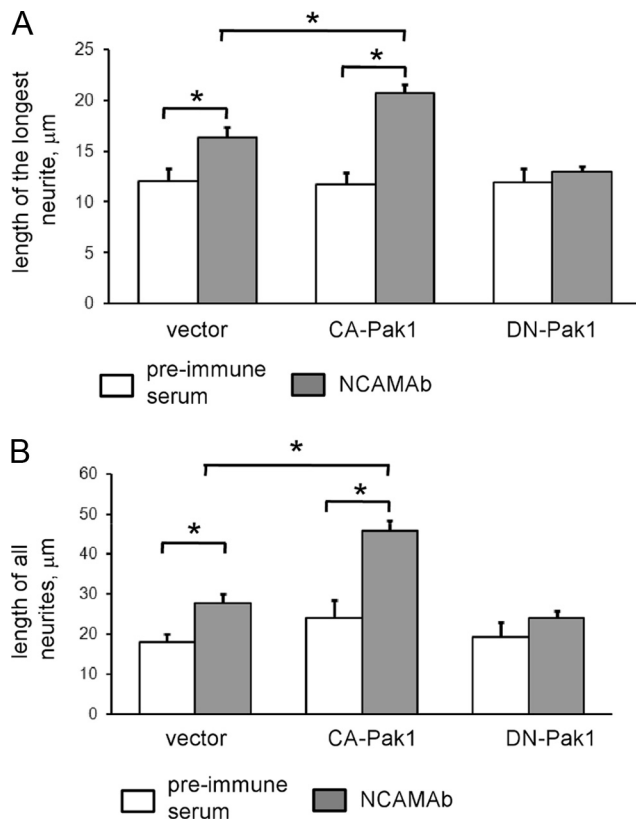 A
*
*
*
length of the longest
neurite, μm
25
20
15
10
5
0
vector CA-Pak1 DN-Pak1
pre-immune
serum
NCAMAb
B
*
*
*
length of all
neurites, μm
60
50
40
30
20
10
0
vector CA-Pak1 DN-Pak1
pre-immune
serum
NCAMAb